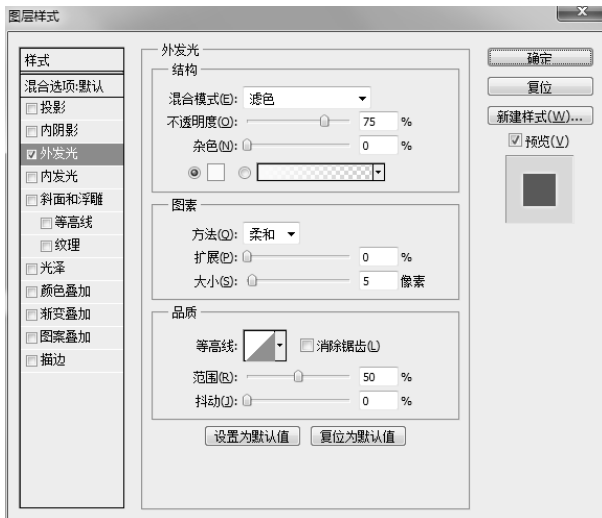 图层样式
样式
混合选项:默认
投影
内阴影
外发光
内发光
斜面和浮雕
等高线
纹理
光泽
颜色叠加
渐变叠加
图案叠加
描边
外发光
结构
混合模式(E): 滤色
不透明度(O): 75 %
杂色(N): 0 %
图素
方法(Q): 柔和
扩展(P): 0 %
大小(S): 5 像素
品质
等高线: 消除锯齿(L)
范围(R): 50 %
抖动(J): 0 %
设置为默认值 复位为默认值
确定
复位
新建样式(W)...
预览(V)